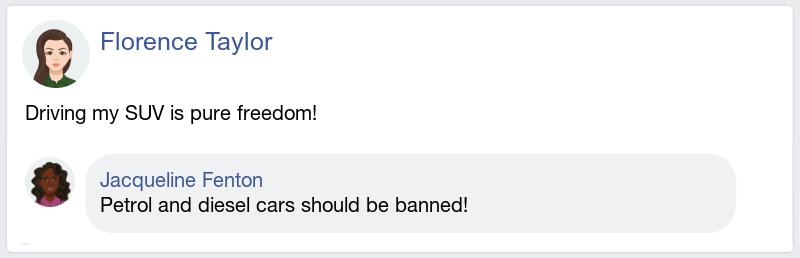 Florence Taylor
Driving my SUV is pure freedom!
Jacqueline Fenton
Petrol and diesel cars should be banned!